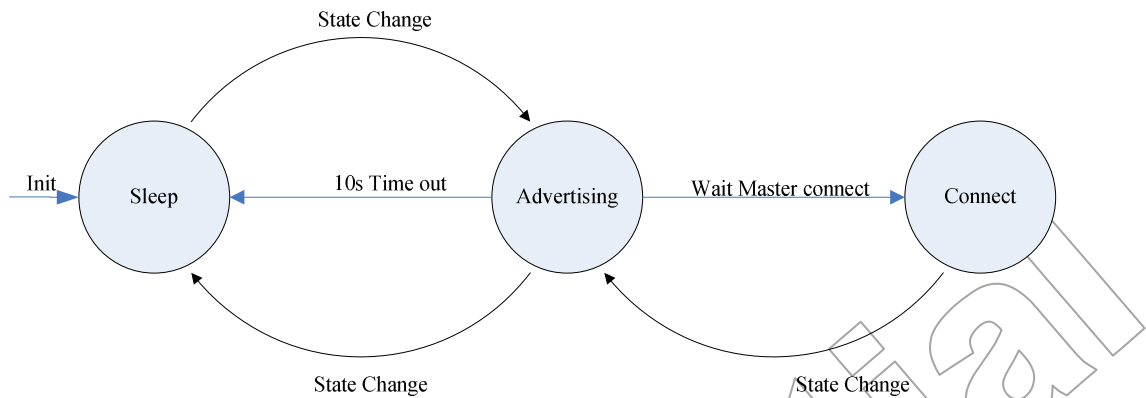 State Change
Init
Sleep
10s Time out
Advertising
Wait Master connect
Connect
State Change
State Change